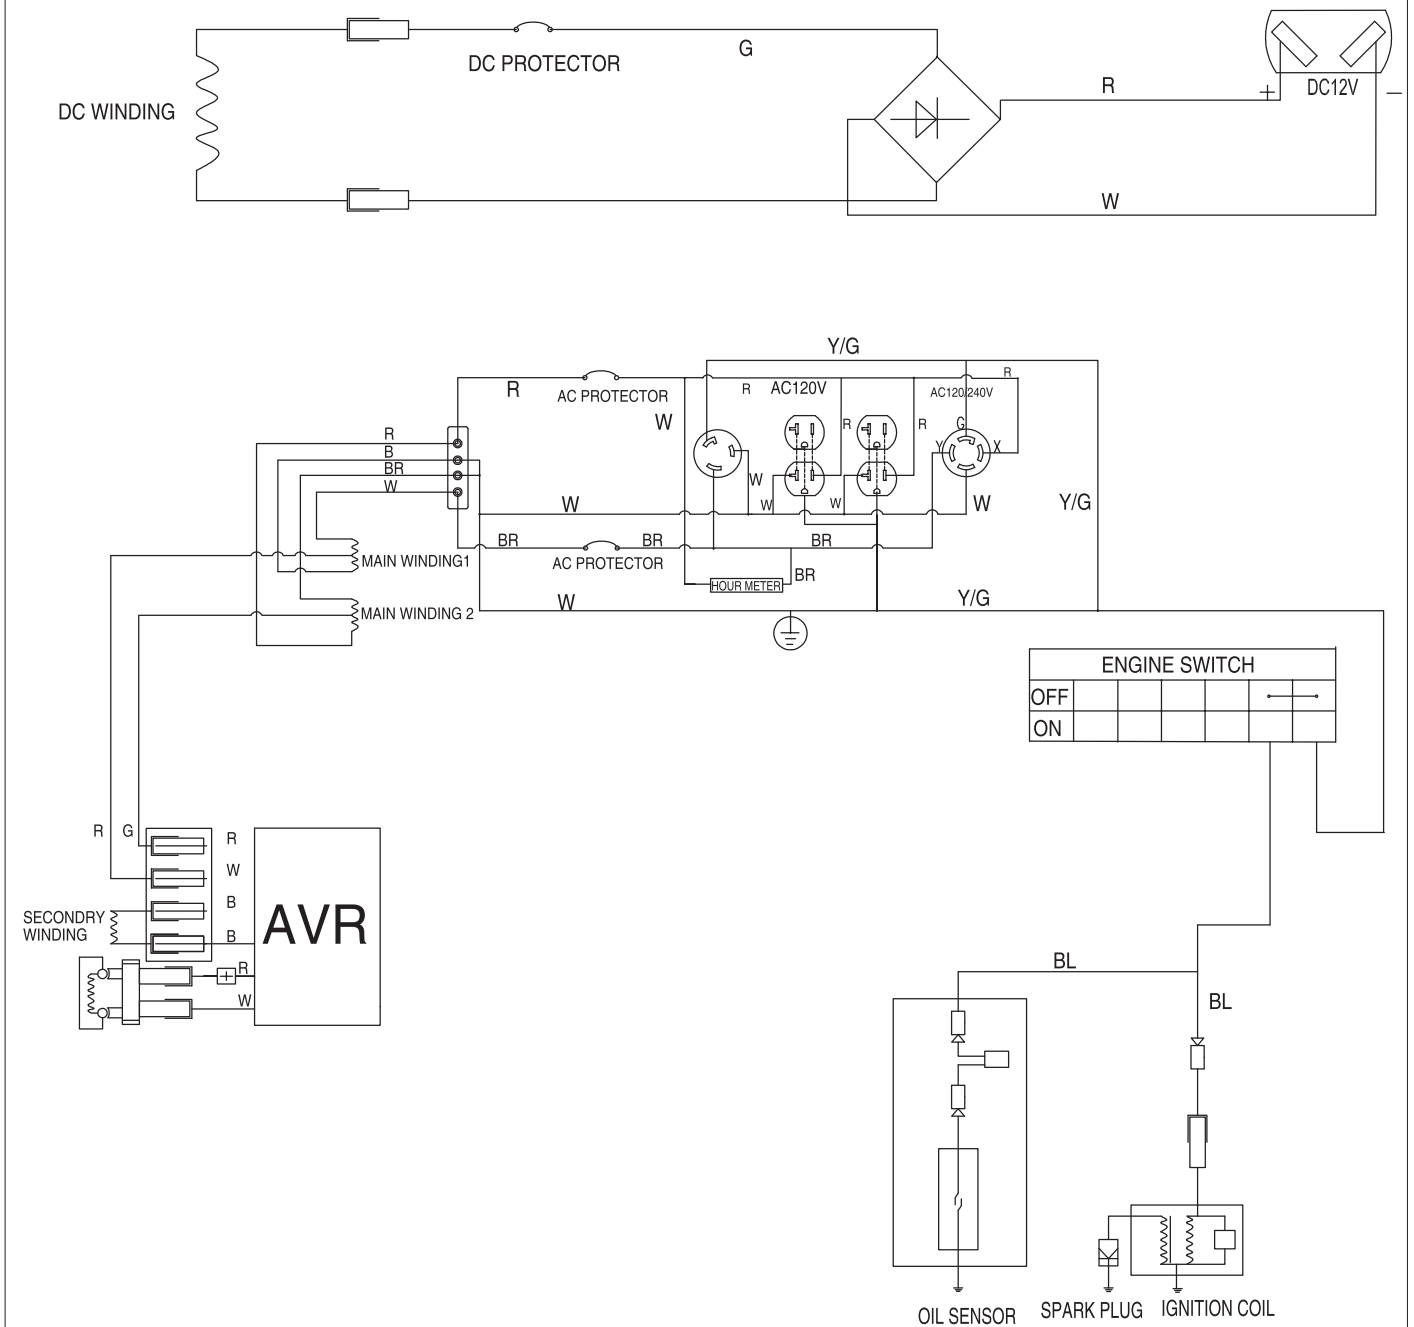 G
DC PROTECTOR
DC WINDING
R
+ DC12V −
W
Y/G
R
R
AC PROTECTOR
R
AC120V
AC120/240V
W
R
R
G
Y
X
R
B
BR
W
W
W
W
W
W
Y/G
BR
BR
BR
AC PROTECTOR
MAIN WINDING1
BR
HOUR METER
W
Y/G
MAIN WINDING 2
ENGINE SWITCH
OFF
ON
R
G
R
W
B
B
SECONDRY
WINDING
AVR
R
W
BL
BL
OIL SENSOR
SPARK PLUG
IGNITION COIL